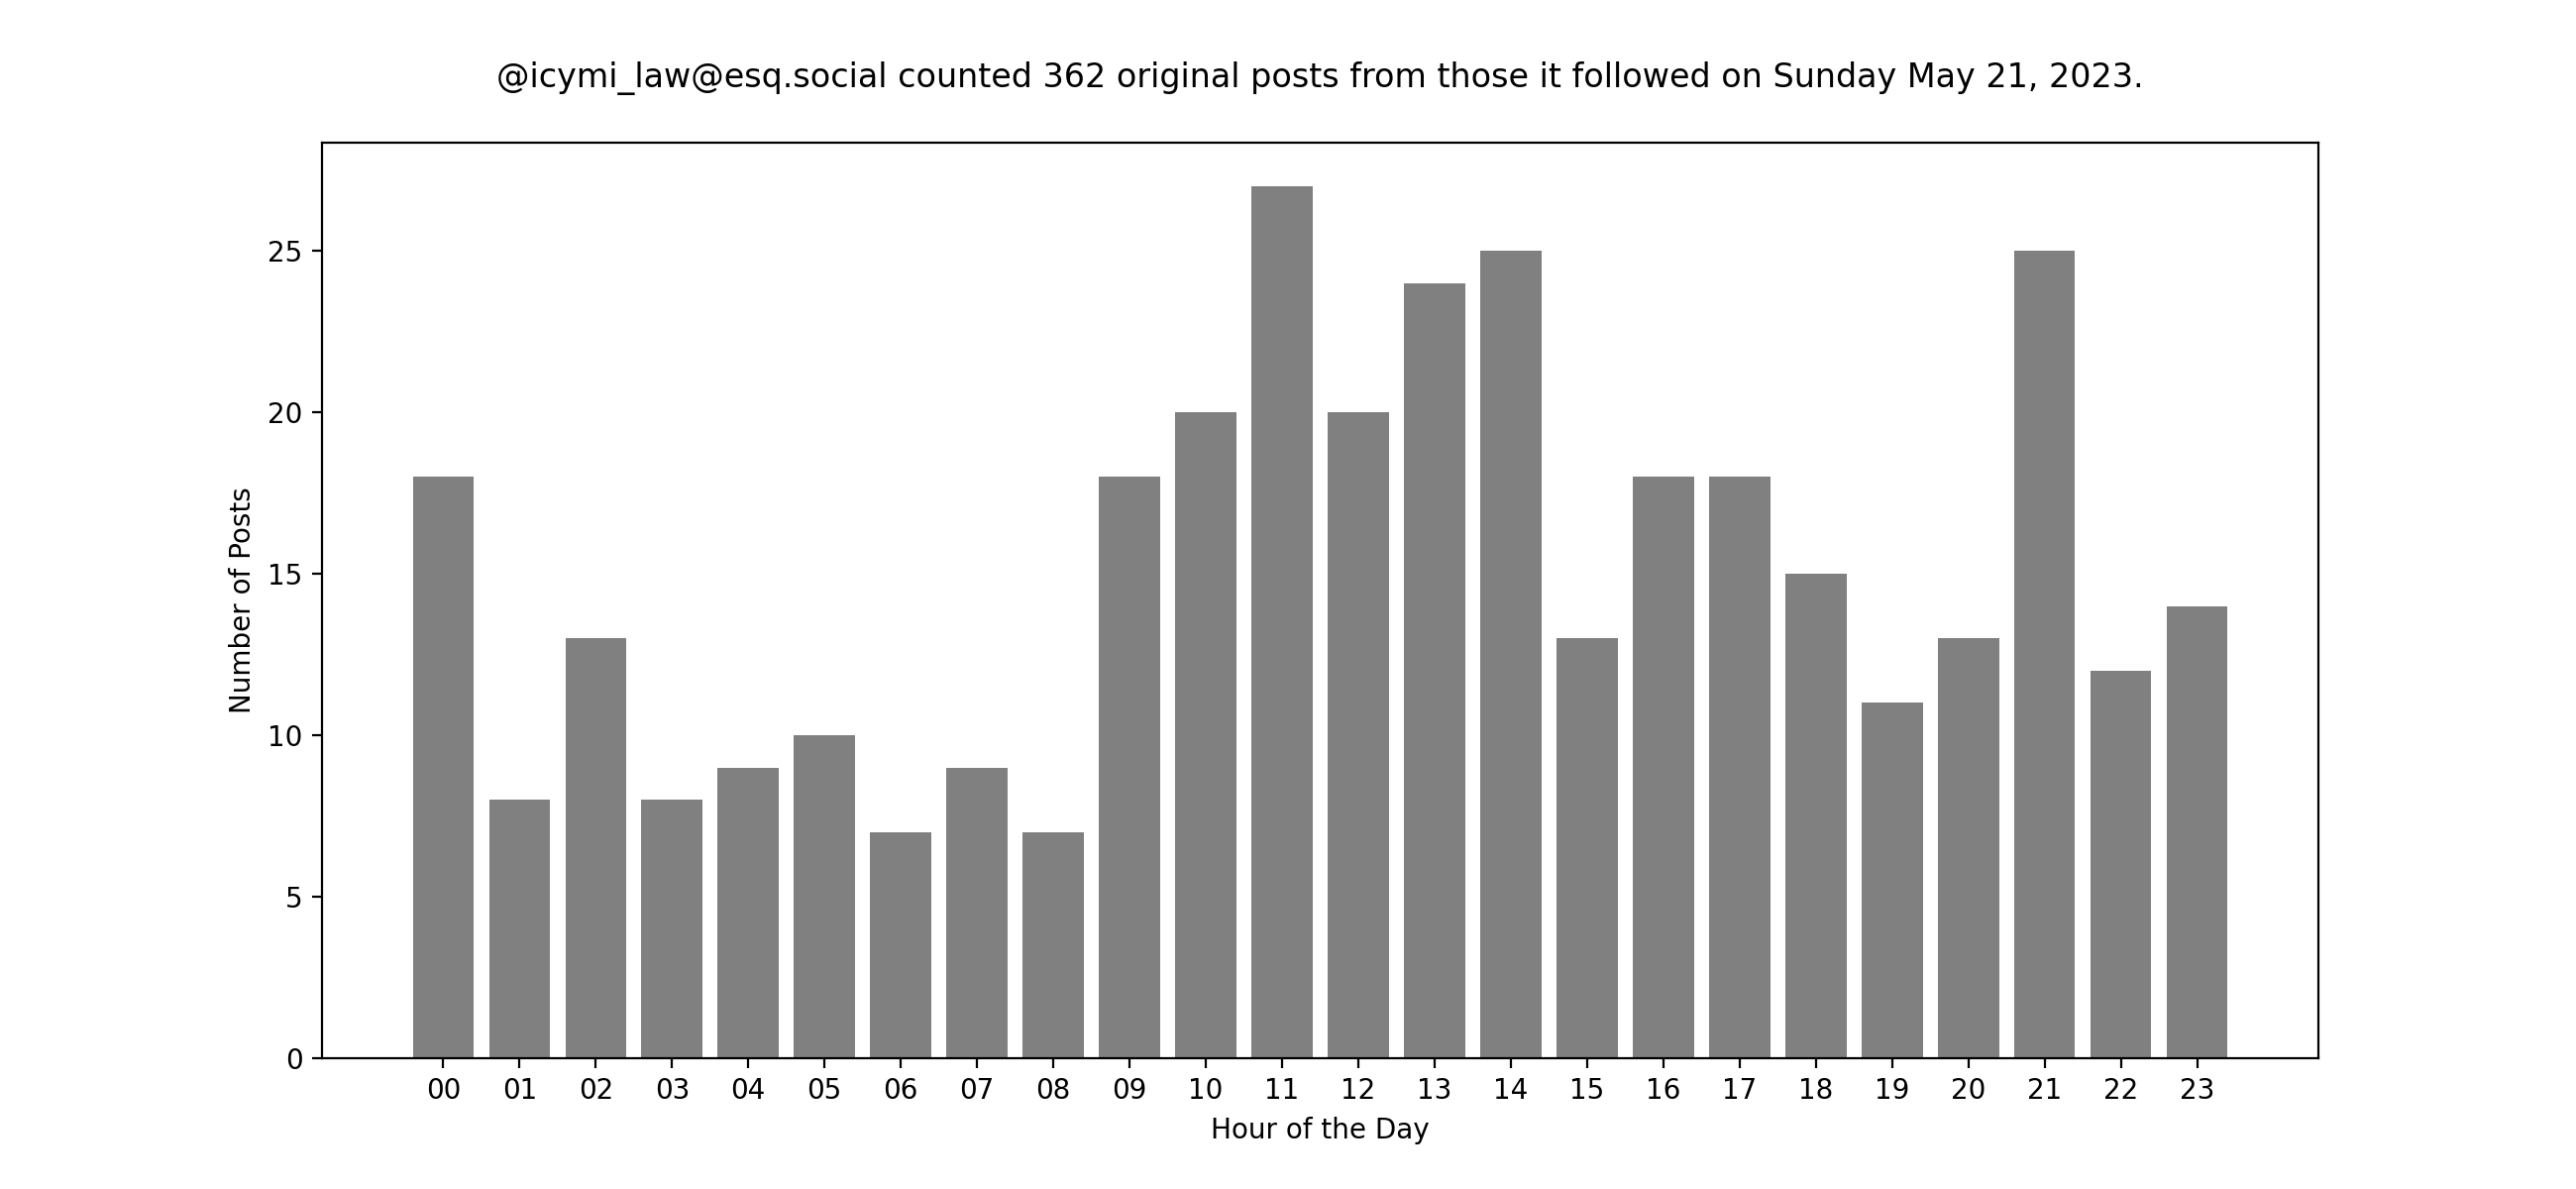 @icymi_law@esq.social counted 362 original posts from those it followed on Sunday May 21, 2023.
25
20
15
10
5
0
Number of Posts
00 01 02 03 04 05 06 07 08 09 10 11 12 13 14 15 16 17 18 19 20 21 22 23
Hour of the Day